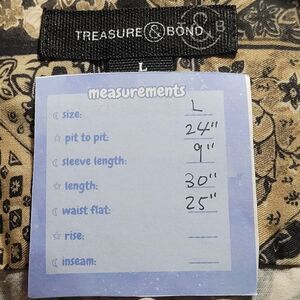 TREASURE & BOND
& B
L
measurements
size: L
pit to pit: 24"
sleeve length: 9"
length: 30"
waist flat: 25"
rise:
inseam: